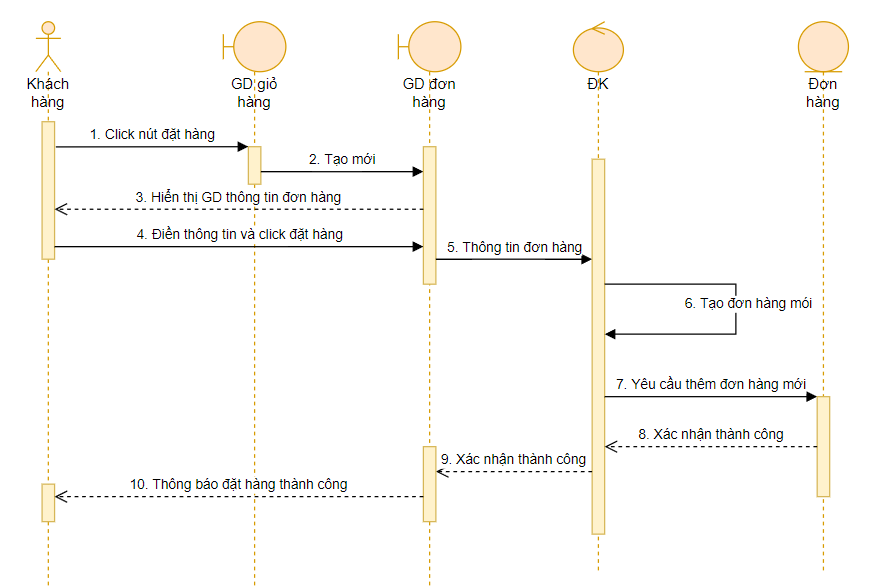 Khách
hàng
GD giỏ
hàng
GD đơn
hàng
ĐK
Đơn
hàng
1. Click nút đặt hàng
2. Tạo mới
3. Hiển thị GD thông tin đơn hàng
4. Điền thông tin và click đặt hàng
5. Thông tin đơn hàng
6. Tạo đơn hàng mói
7. Yêu cầu thêm đơn hàng mới
8. Xác nhận thành công
9. Xác nhận thành công
10. Thông báo đặt hàng thành công